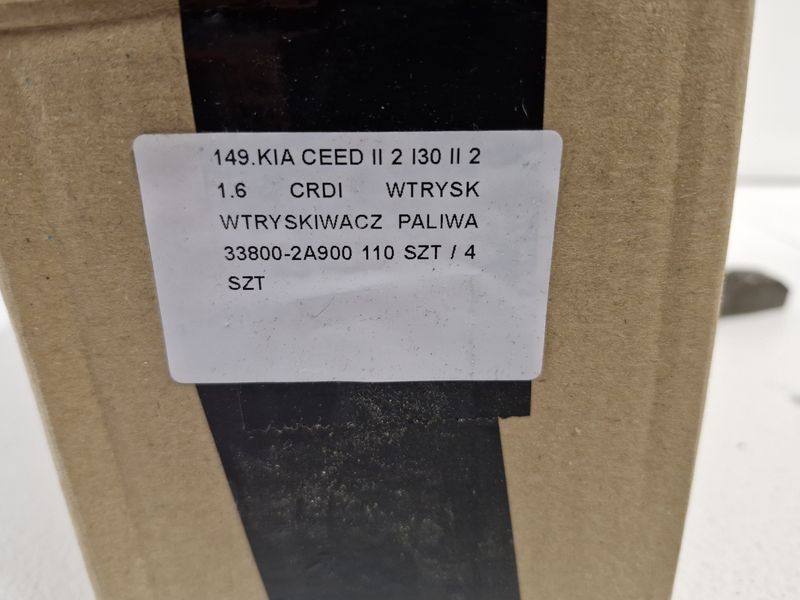 149.KIA CEED II 2 I30 II 2
1.6 CRDI WTRYSK
WTRYSKIWACZ PALIWA
33800-2A900 110 SZT / 4
SZT